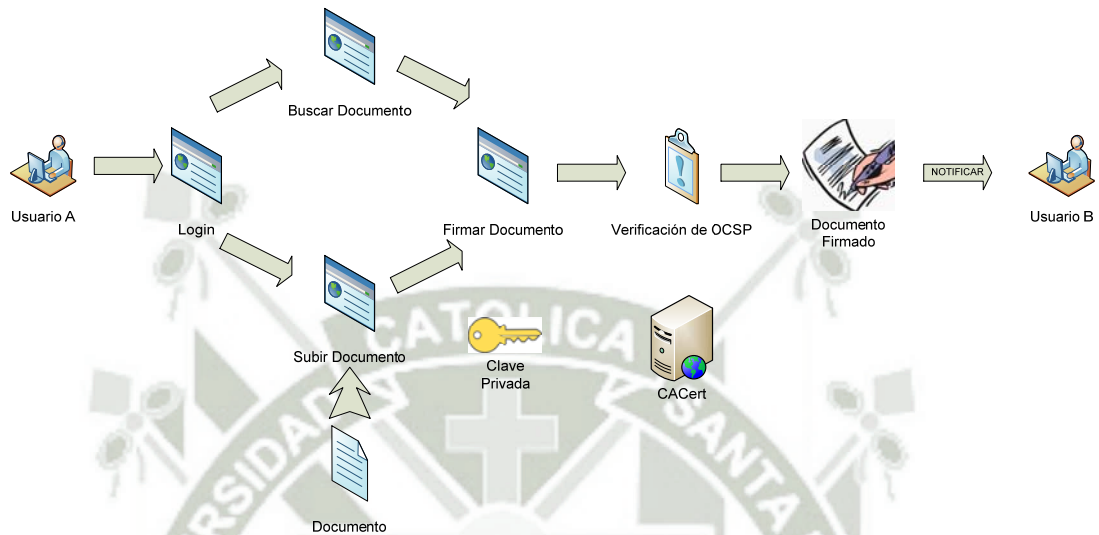 Buscar Documento
Usuario A
Login
Firmar Documento
Verificación de OCSP
Documento
Firmado
NOTIFICAR
Usuario B
Subir Documento
Clave
Privada
CACert
Documento
CATOLICA
SANTA
ERSIDAD